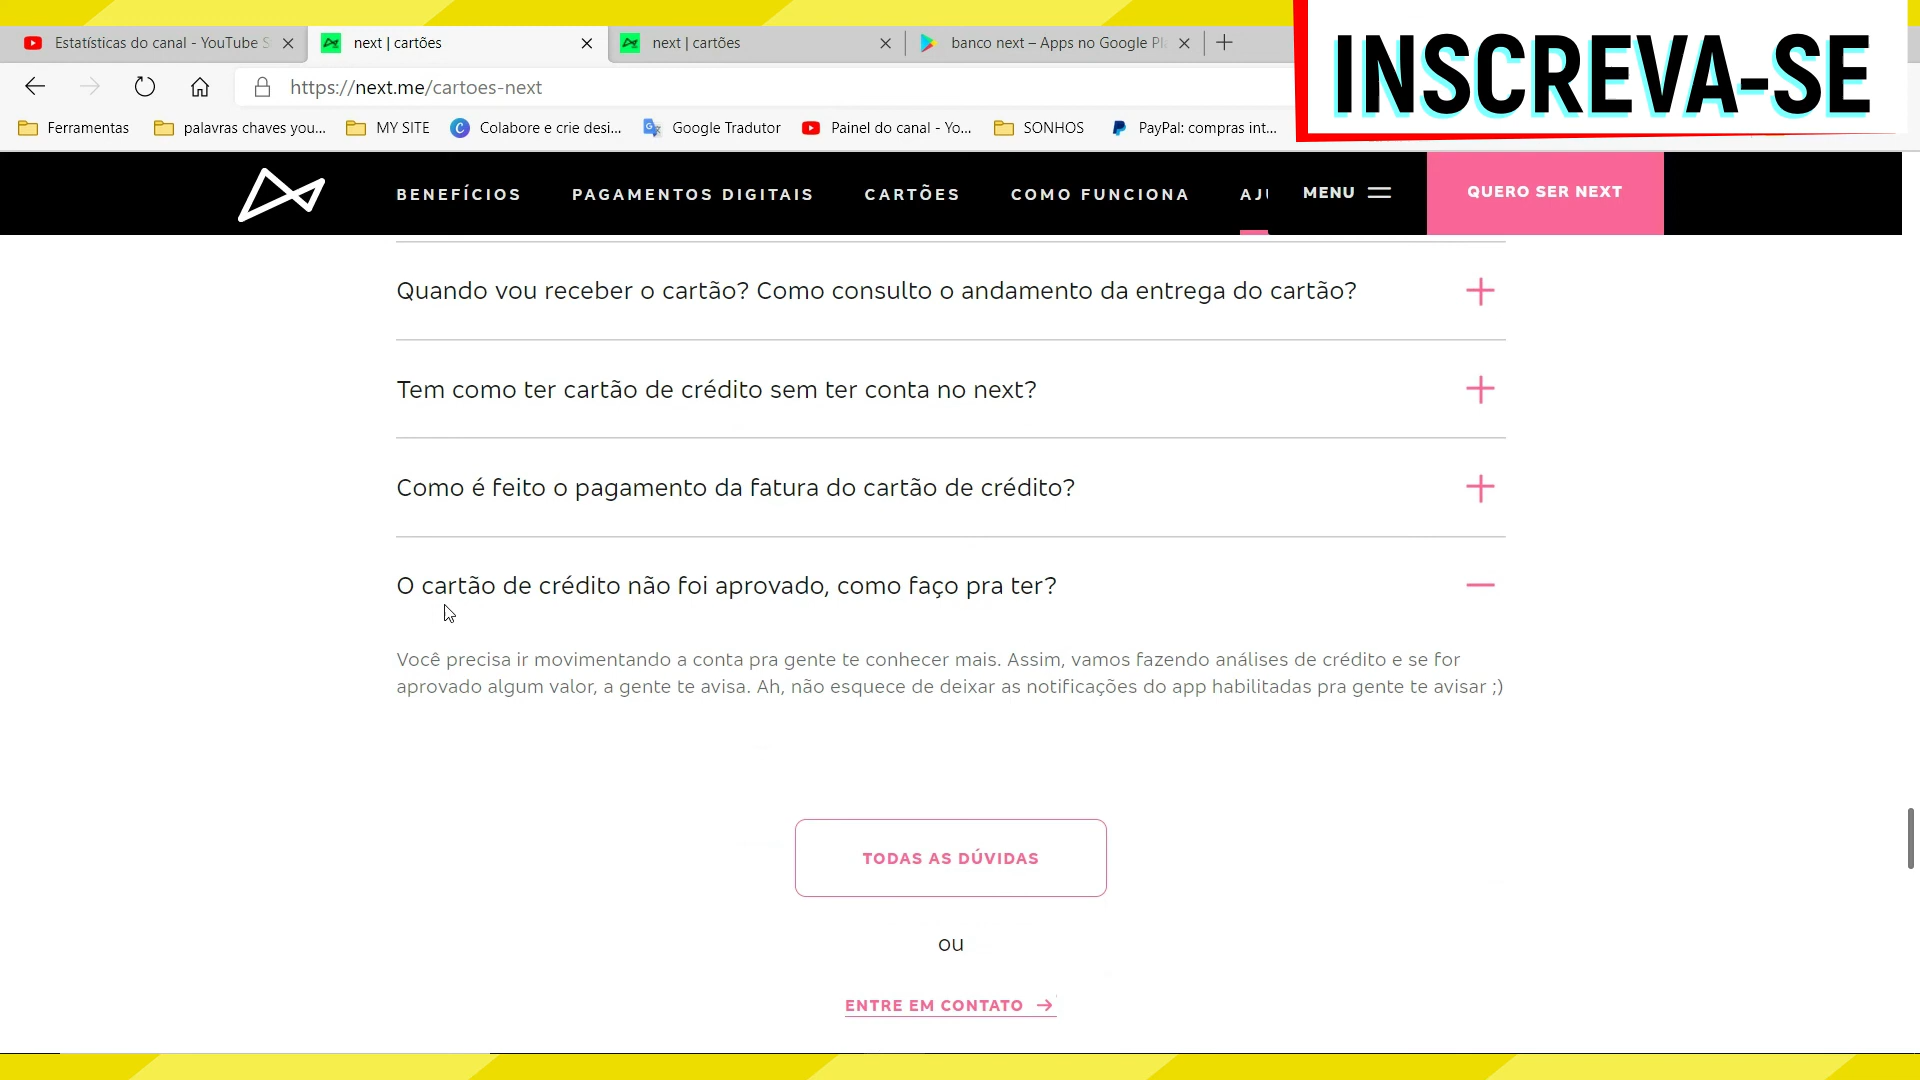 Estatísticas do canal - YouTube S
next | cartões
next | cartões
banco next – Apps no Google Pl
INSCREVA-SE
https://next.me/cartoes-next
Ferramentas
palavras chaves you...
MY SITE
Colabore e crie desi...
Google Tradutor
Painel do canal - Yo...
SONHOS
PayPal: compras int...
BENEFÍCIOS
PAGAMENTOS DIGITAIS
CARTÕES
COMO FUNCIONA
AJU
MENU
QUERO SER NEXT
Quando vou receber o cartão? Como consulto o andamento da entrega do cartão?
Tem como ter cartão de crédito sem ter conta no next?
Como é feito o pagamento da fatura do cartão de crédito?
O cartão de crédito não foi aprovado, como faço pra ter?
Você precisa ir movimentando a conta pra gente te conhecer mais. Assim, vamos fazendo análises de crédito e se for
aprovado algum valor, a gente te avisa. Ah, não esquece de deixar as notificações do app habilitadas pra gente te avisar ;)
TODAS AS DÚVIDAS
ou
ENTRE EM CONTATO →